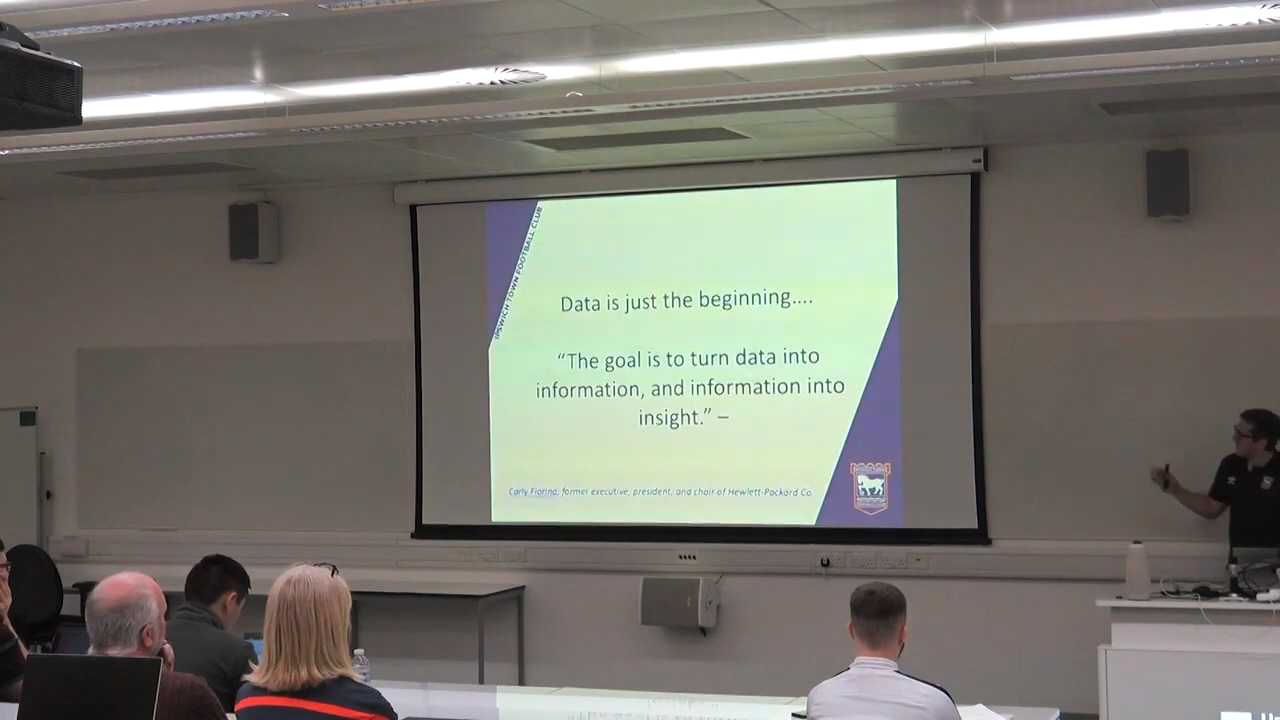 IPSWICH TOWN FOOTBALL CLUB
Data is just the beginning....
“The goal is to turn data into
information, and information into
insight.” –
Carly Fiorina, former executive, president, and chair of Hewlett-Packard Co.